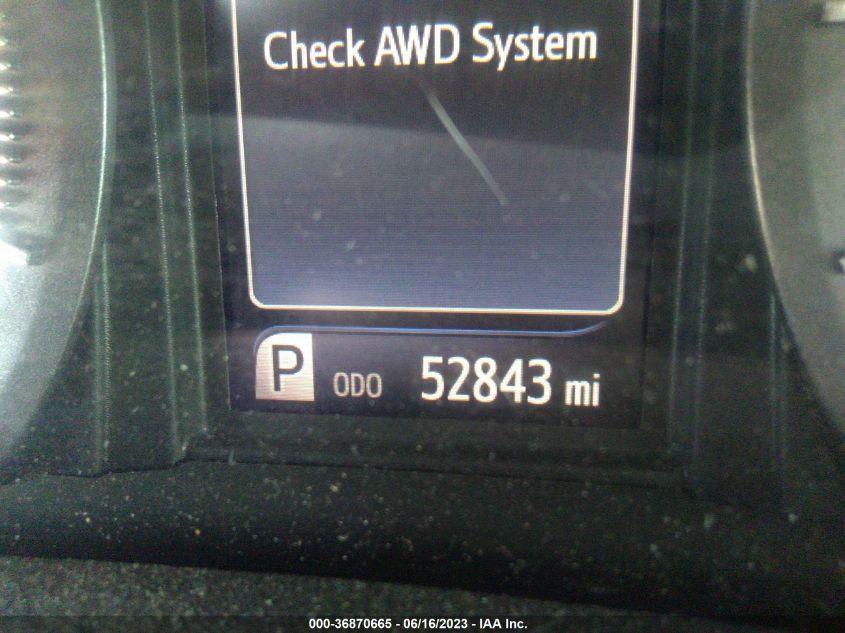 Check AWD System
P ODO 52843 mi
000-36870665 - 06/16/2023 - IAA Inc.